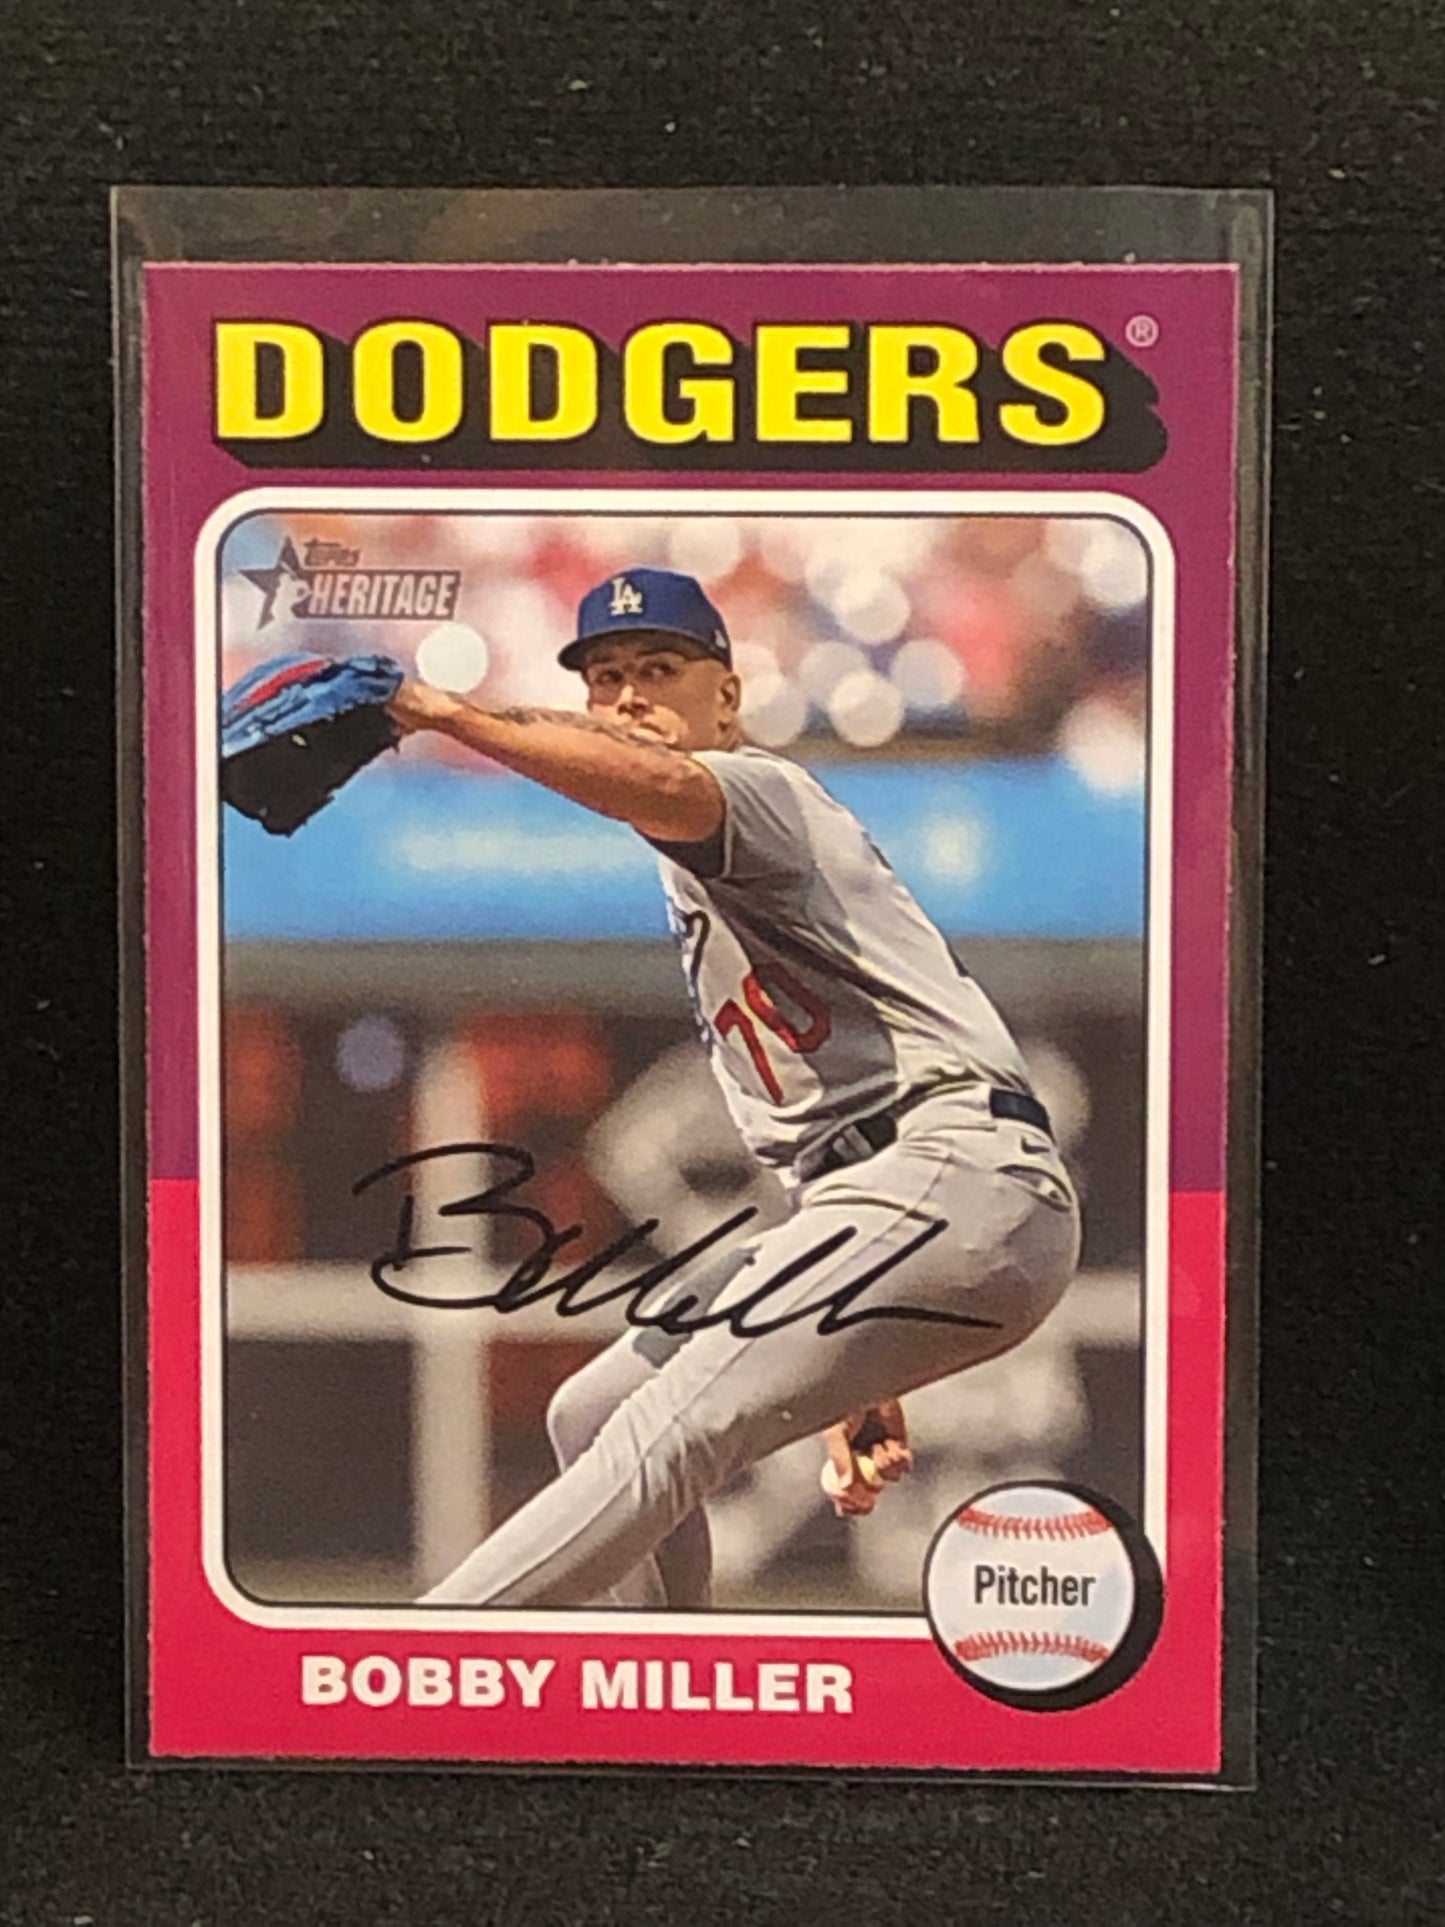 DODGERS®
Topps
HERITAGE
LA
70
Pitcher
BOBBY MILLER